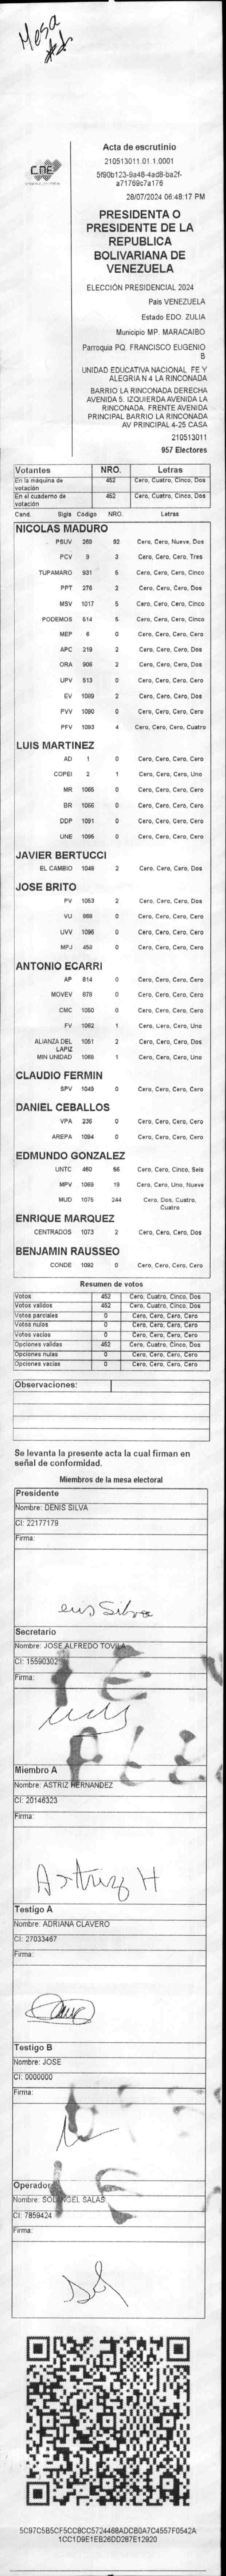 Mesa
CNE
Acta de escrutinio
210513011.01.1.0001
5f90b123-9a48-4ad8-ba2f-
a71769c7a176
28/07/2024 06:48:17 PM
PRESIDENTA O
PRESIDENTE DE LA
REPUBLICA
BOLIVARIANA DE
VENEZUELA
ELECCIÓN PRESIDENCIAL 2024
Pais VENEZUELA
Estado EDO. ZULIA
Municipio MP. MARACAIBO
Parroquia PQ. FRANCISCO EUGENIO
B
UNIDAD EDUCATIVA NACIONAL FE Y
ALEGRIA N 4 LA RINCONADA
BARRIO LA RINCONADA DERECHA
AVENIDA 5. IZQUIERDA AVENIDA LA
RINCONADA. FRENTE AVENIDA
PRINCIPAL BARRIO LA RINCONADA
AV PRINCIPAL 4-25 CASA
210513011
957 Electores
Votantes NRO. Letras
En la máquina de votación 452 Cero, Cuatro, Cinco, Dos
En el cuaderno de votación 452 Cero, Cuatro, Cinco, Dos
Cand. Sigla Código NRO. Letras
NICOLAS MADURO
PSUV 269 92 Cero, Cero, Nueve, Dos
PCV 9 3 Cero, Cero, Cero, Tres
TUPAMARO 931 5 Cero, Cero, Cero, Cinco
PPT 276 2 Cero, Cero, Cero, Dos
MSV 1017 5 Cero, Cero, Cero, Cinco
PODEMOS 514 5 Cero, Cero, Cero, Cinco
MEP 6 0 Cero, Cero, Cero, Cero
APC 219 2 Cero, Cero, Cero, Dos
ORA 906 2 Cero, Cero, Cero, Dos
UPV 513 0 Cero, Cero, Cero, Cero
EV 1069 2 Cero, Cero, Cero, Dos
PVV 1090 0 Cero, Cero, Cero, Cero
PFV 1093 4 Cero, Cero, Cero, Cuatro
LUIS MARTINEZ
AD 1 0 Cero, Cero, Cero, Cero
COPEI 2 1 Cero, Cero, Cero, Uno
MR 1065 0 Cero, Cero, Cero, Cero
BR 1066 0 Cero, Cero, Cero, Cero
DDP 1091 0 Cero, Cero, Cero, Cero
UNE 1095 0 Cero, Cero, Cero, Cero
JAVIER BERTUCCI
EL CAMBIO 1048 2 Cero, Cero, Cero, Dos
JOSE BRITO
PV 1053 2 Cero, Cero, Cero, Dos
VU 0 Cero, Cero, Cero, Cero
UVV 1096 0 Cero, Cero, Cero, Cero
MPJ 0 Cero, Cero, Cero, Cero
ANTONIO ECARRI
AP 814 0 Cero, Cero, Cero, Cero
MOVEV 878 0 Cero, Cero, Cero, Cero
CMC 1050 0 Cero, Cero, Cero, Cero
FV 1062 1 Cero, Cero, Cero, Uno
ALIANZA DEL LAPIZ 1051 2 Cero, Cero, Cero, Dos
MIN UNIDAD 1068 1 Cero, Cero, Cero, Uno
CLAUDIO FERMIN
SPV 1049 0 Cero, Cero, Cero, Cero
DANIEL CEBALLOS
VPA 236 0 Cero, Cero, Cero, Cero
AREPA 1094 0 Cero, Cero, Cero, Cero
EDMUNDO GONZALEZ
UNTC 460 56 Cero, Cero, Cinco, Seis
MPV 1069 19 Cero, Cero, Uno, Nueve
MUD 1075 244 Cero, Dos, Cuatro, Cuatro
ENRIQUE MARQUEZ
CENTRADOS 1073 2 Cero, Cero, Cero, Dos
BENJAMIN RAUSSEO
CONDE 1092 0 Cero, Cero, Cero, Cero
Resumen de votos
Votos 452 Cero, Cuatro, Cinco, Dos
Votos validos 452 Cero, Cuatro, Cinco, Dos
Votos parciales 0 Cero, Cero, Cero, Cero
Votos nulos 0 Cero, Cero, Cero, Cero
Votos vacios 0 Cero, Cero, Cero, Cero
Opciones validas 452 Cero, Cuatro, Cinco, Dos
Opciones nulas 0 Cero, Cero, Cero, Cero
Opciones vacias 0 Cero, Cero, Cero, Cero
Observaciones:
Se levanta la presente acta la cual firman en
señal de conformidad.
Miembros de la mesa electoral
Presidente
Nombre: DENIS SILVA
CI: 22177179
Firma:
Secretario
Nombre: JOSE ALFREDO TOVILA
CI: 15590302
Firma:
Miembro A
Nombre: ASTRIZ HERNANDEZ
CI: 20146323
Firma:
Astriz H
Testigo A
Nombre: ADRIANA CLAVERO
CI: 27033467
Firma:
Testigo B
Nombre: JOSE
CI: 0000000
Firma:
Operador
Nombre: SOLANGEL SALAS
CI: 7859424
Firma:
5C97C5B5CF5CC8CC5724468ADCB0A7C4557F0542A
1CC1D9E1EB26DD287E12920